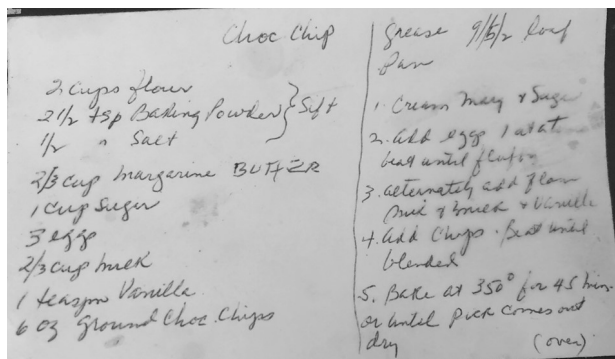 Choc Chip
2 cups flour
2 1/2 tsp Baking Powder } Sift
1/2 " Salt
2/3 cup margarine BUTTER
1 cup sugar
3 eggs
2/3 cup milk
1 teaspn Vanilla
6 oz Ground Choc. Chips
Grease 9/5/2 loaf
Pan
1. Cream Marg & Sugar
2. add eggs 1 at a time
beat until fluffy
3. alternately add flour
& milk & Vanilla
4. add Chips. Beat until
blended
5. Bake at 350° for 45 min.
or until pick comes out
dry (over)